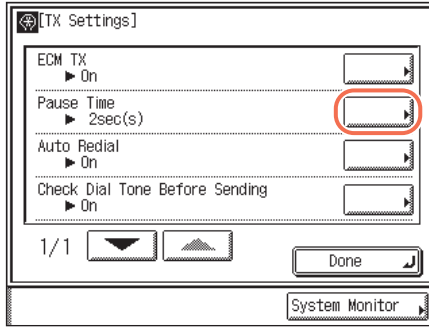 [TX Settings]
ECM TX
▶ On
Pause Time
▶ 2sec(s)
Auto Redial
▶ On
Check Dial Tone Before Sending
▶ On
1/1
Done
System Monitor